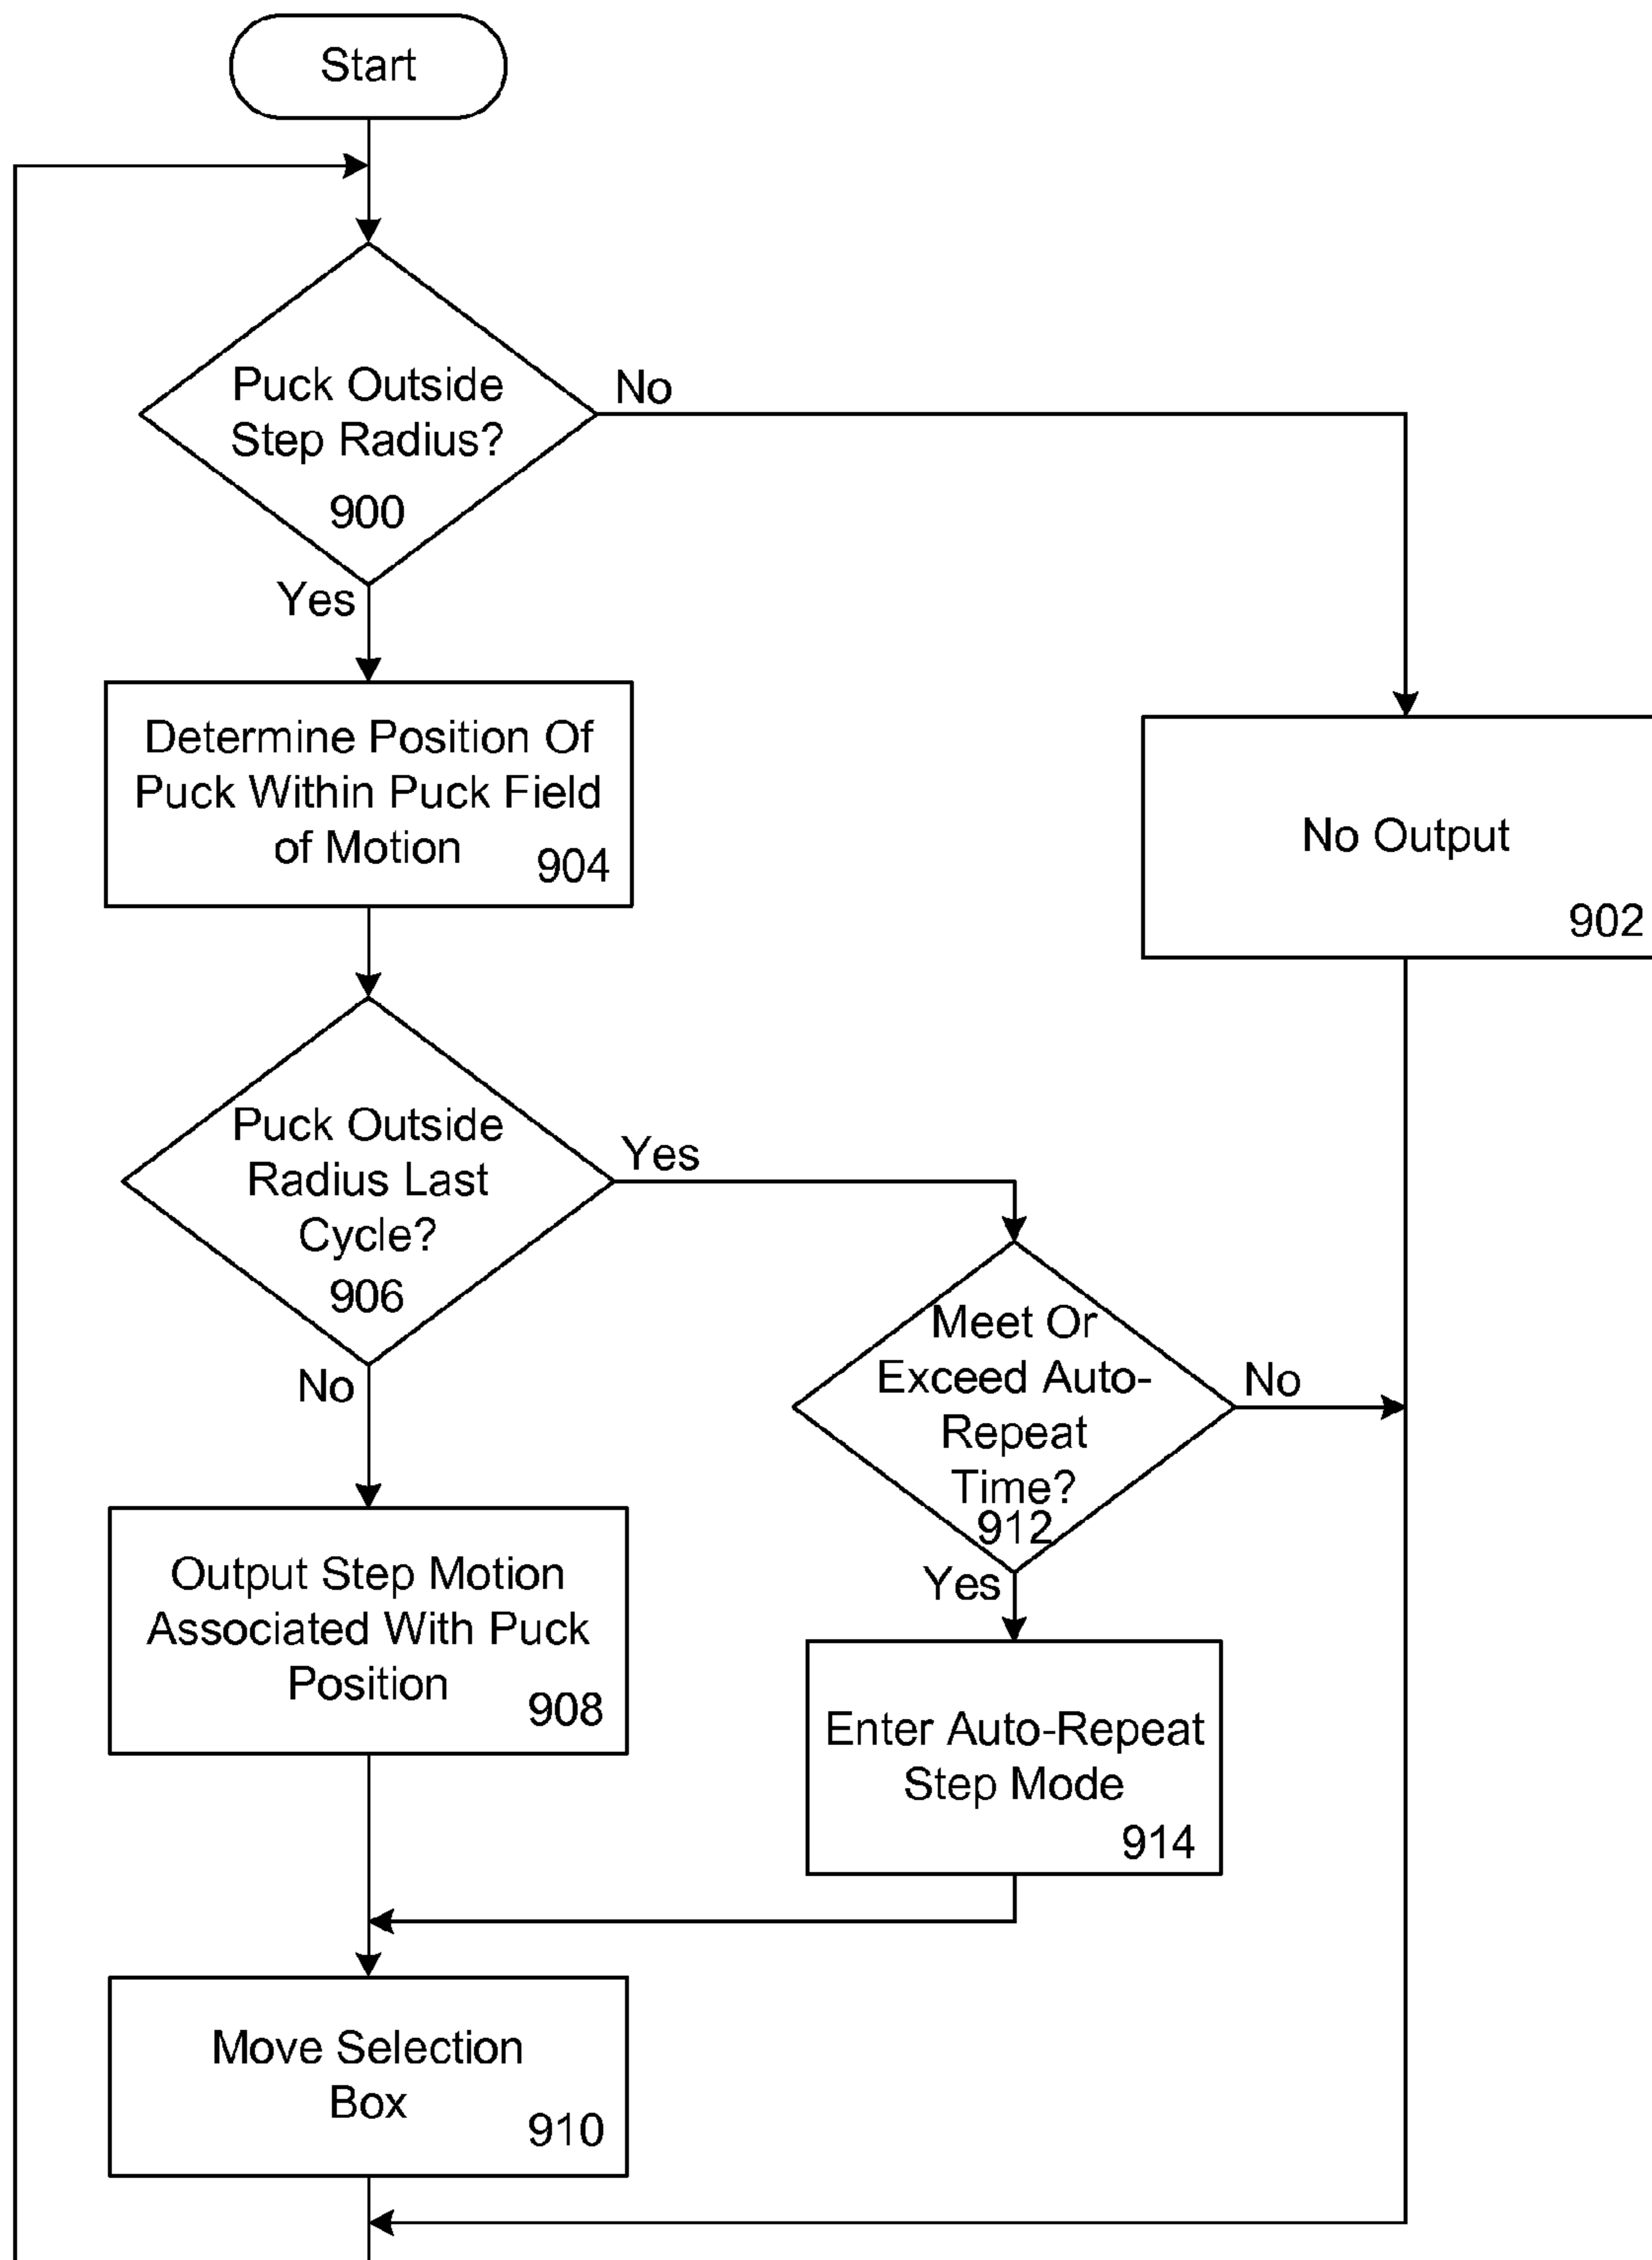 Start
Puck Outside
Step Radius?
900
No
Yes
Determine Position Of
Puck Within Puck Field
of Motion
904
No Output
902
Puck Outside
Radius Last
Cycle?
906
Yes
No
Meet Or
Exceed Auto-
Repeat
Time?
912
No
Yes
Output Step Motion
Associated With Puck
Position
908
Enter Auto-Repeat
Step Mode
914
Move Selection
Box
910